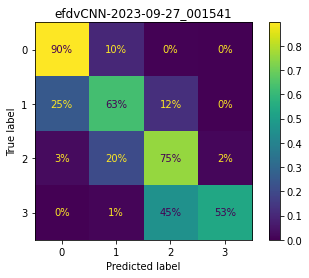 efdvCNN-2023-09-27_001541
0 90% 10% 0% 0%
1 25% 63% 12% 0%
2 3% 20% 75% 2%
3 0% 1% 45% 53%
0 1 2 3
True label
Predicted label
0.8
0.7
0.6
0.5
0.4
0.3
0.2
0.1
0.0